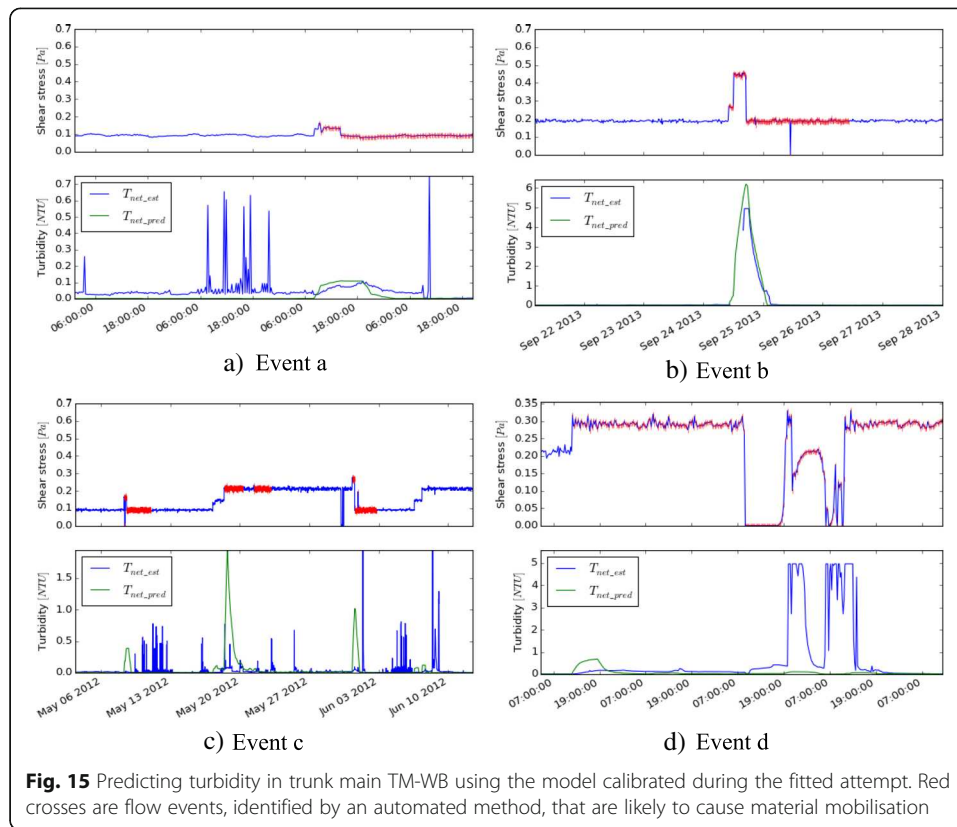 Shear stress [Pa]
0.7
0.6
0.5
0.4
0.3
0.2
0.1
0.0
Turbidity [NTU]
0.7
0.6
0.5
0.4
0.3
0.2
0.1
0.0
T_net_est
T_net_pred
06:00:00
18:00:00
06:00:00
18:00:00
06:00:00
18:00:00
06:00:00
18:00:00
a) Event a
Shear stress [Pa]
0.7
0.6
0.5
0.4
0.3
0.2
0.1
0.0
Turbidity [NTU]
6
5
4
3
2
1
0
T_net_est
T_net_pred
Sep 22 2013
Sep 23 2013
Sep 24 2013
Sep 25 2013
Sep 26 2013
Sep 27 2013
Sep 28 2013
b) Event b
Shear stress [Pa]
0.7
0.6
0.5
0.4
0.3
0.2
0.1
0.0
Turbidity [NTU]
1.5
1.0
0.5
0.0
T_net_est
T_net_pred
May 06 2012
May 13 2012
May 20 2012
May 27 2012
Jun 03 2012
Jun 10 2012
c) Event c
Shear stress [Pa]
0.35
0.30
0.25
0.20
0.15
0.10
0.05
0.00
Turbidity [NTU]
5
4
3
2
1
0
T_net_est
T_net_pred
07:00:00
19:00:00
07:00:00
19:00:00
07:00:00
19:00:00
07:00:00
19:00:00
07:00:00
d) Event d
Fig. 15 Predicting turbidity in trunk main TM-WB using the model calibrated during the fitted attempt. Red
crosses are flow events, identified by an automated method, that are likely to cause material mobilisation